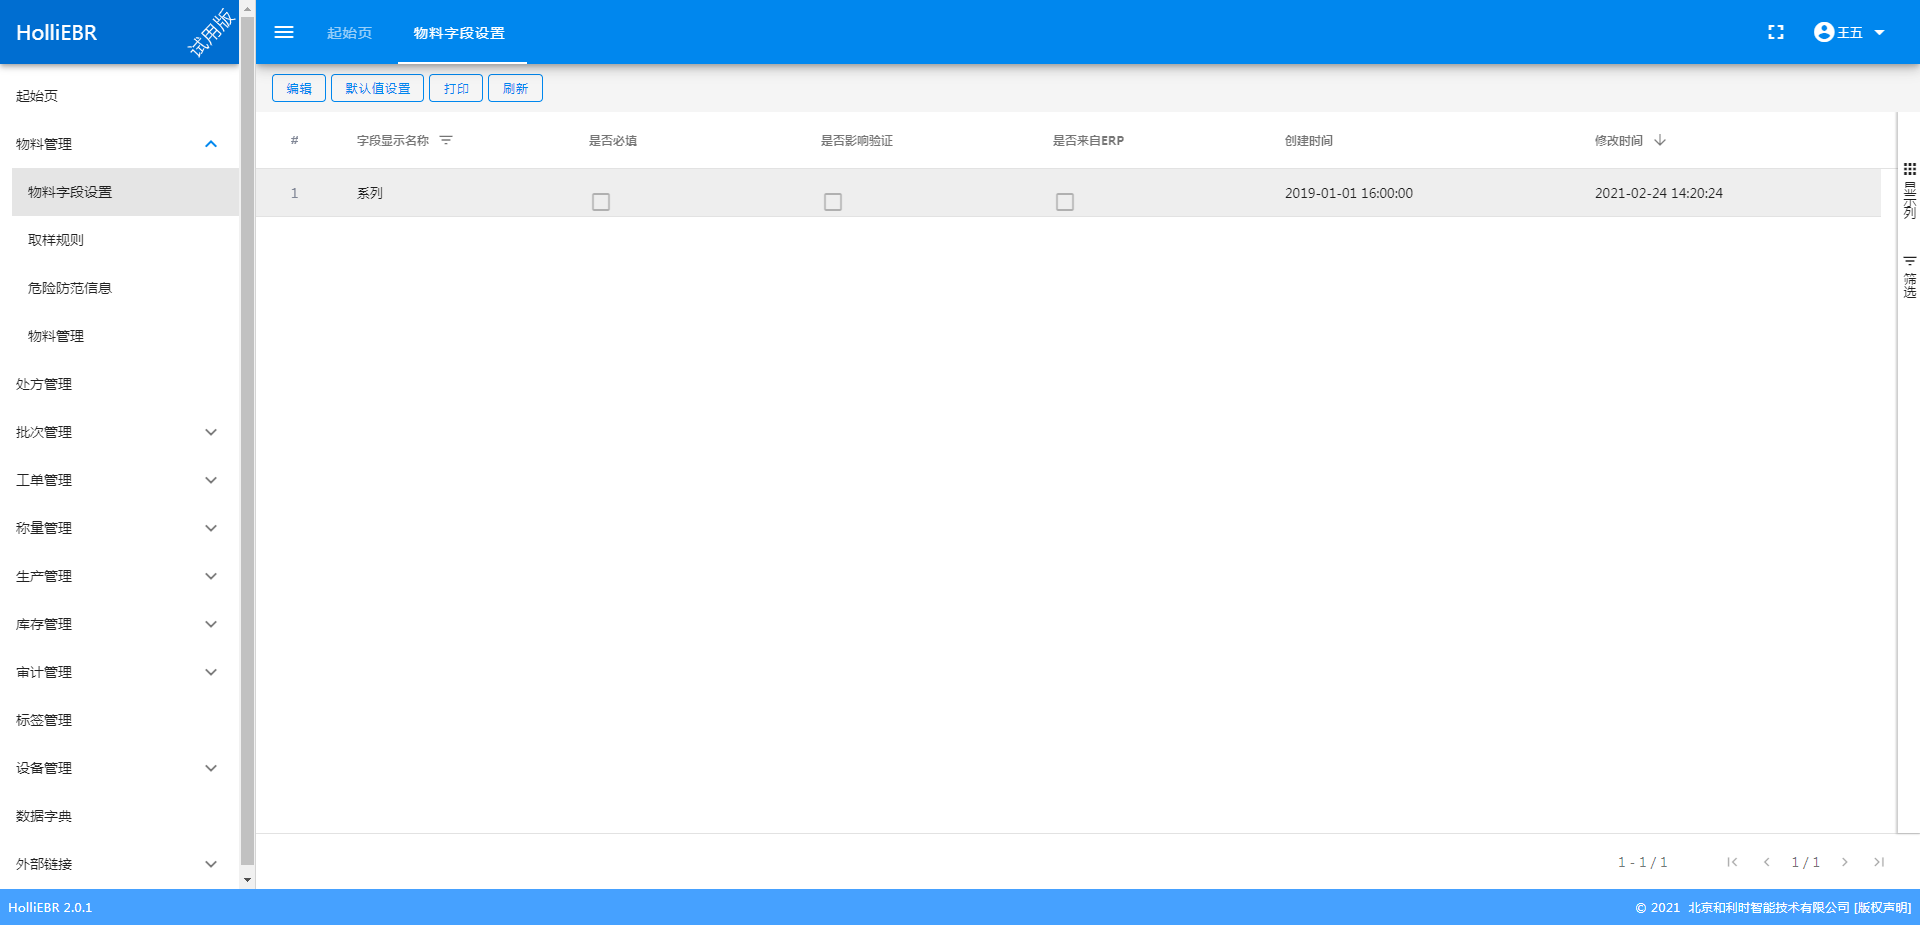 HolliEBR 试用版
起始页 物料字段设置 王五
编辑 默认值设置 打印 刷新
起始页
物料管理
物料字段设置
取样规则
危险防范信息
物料管理
处方管理
批次管理
工单管理
称量管理
生产管理
库存管理
审计管理
标签管理
设备管理
数据字典
外部链接
# 字段显示名称 是否必填 是否影响验证 是否来自ERP 创建时间 修改时间
1 系列 2019-01-01 16:00:00 2021-02-24 14:20:24
显示列
筛选
1 - 1 / 1 1 / 1
HolliEBR 2.0.1
© 2021 北京和利时智能技术有限公司 [版权声明]